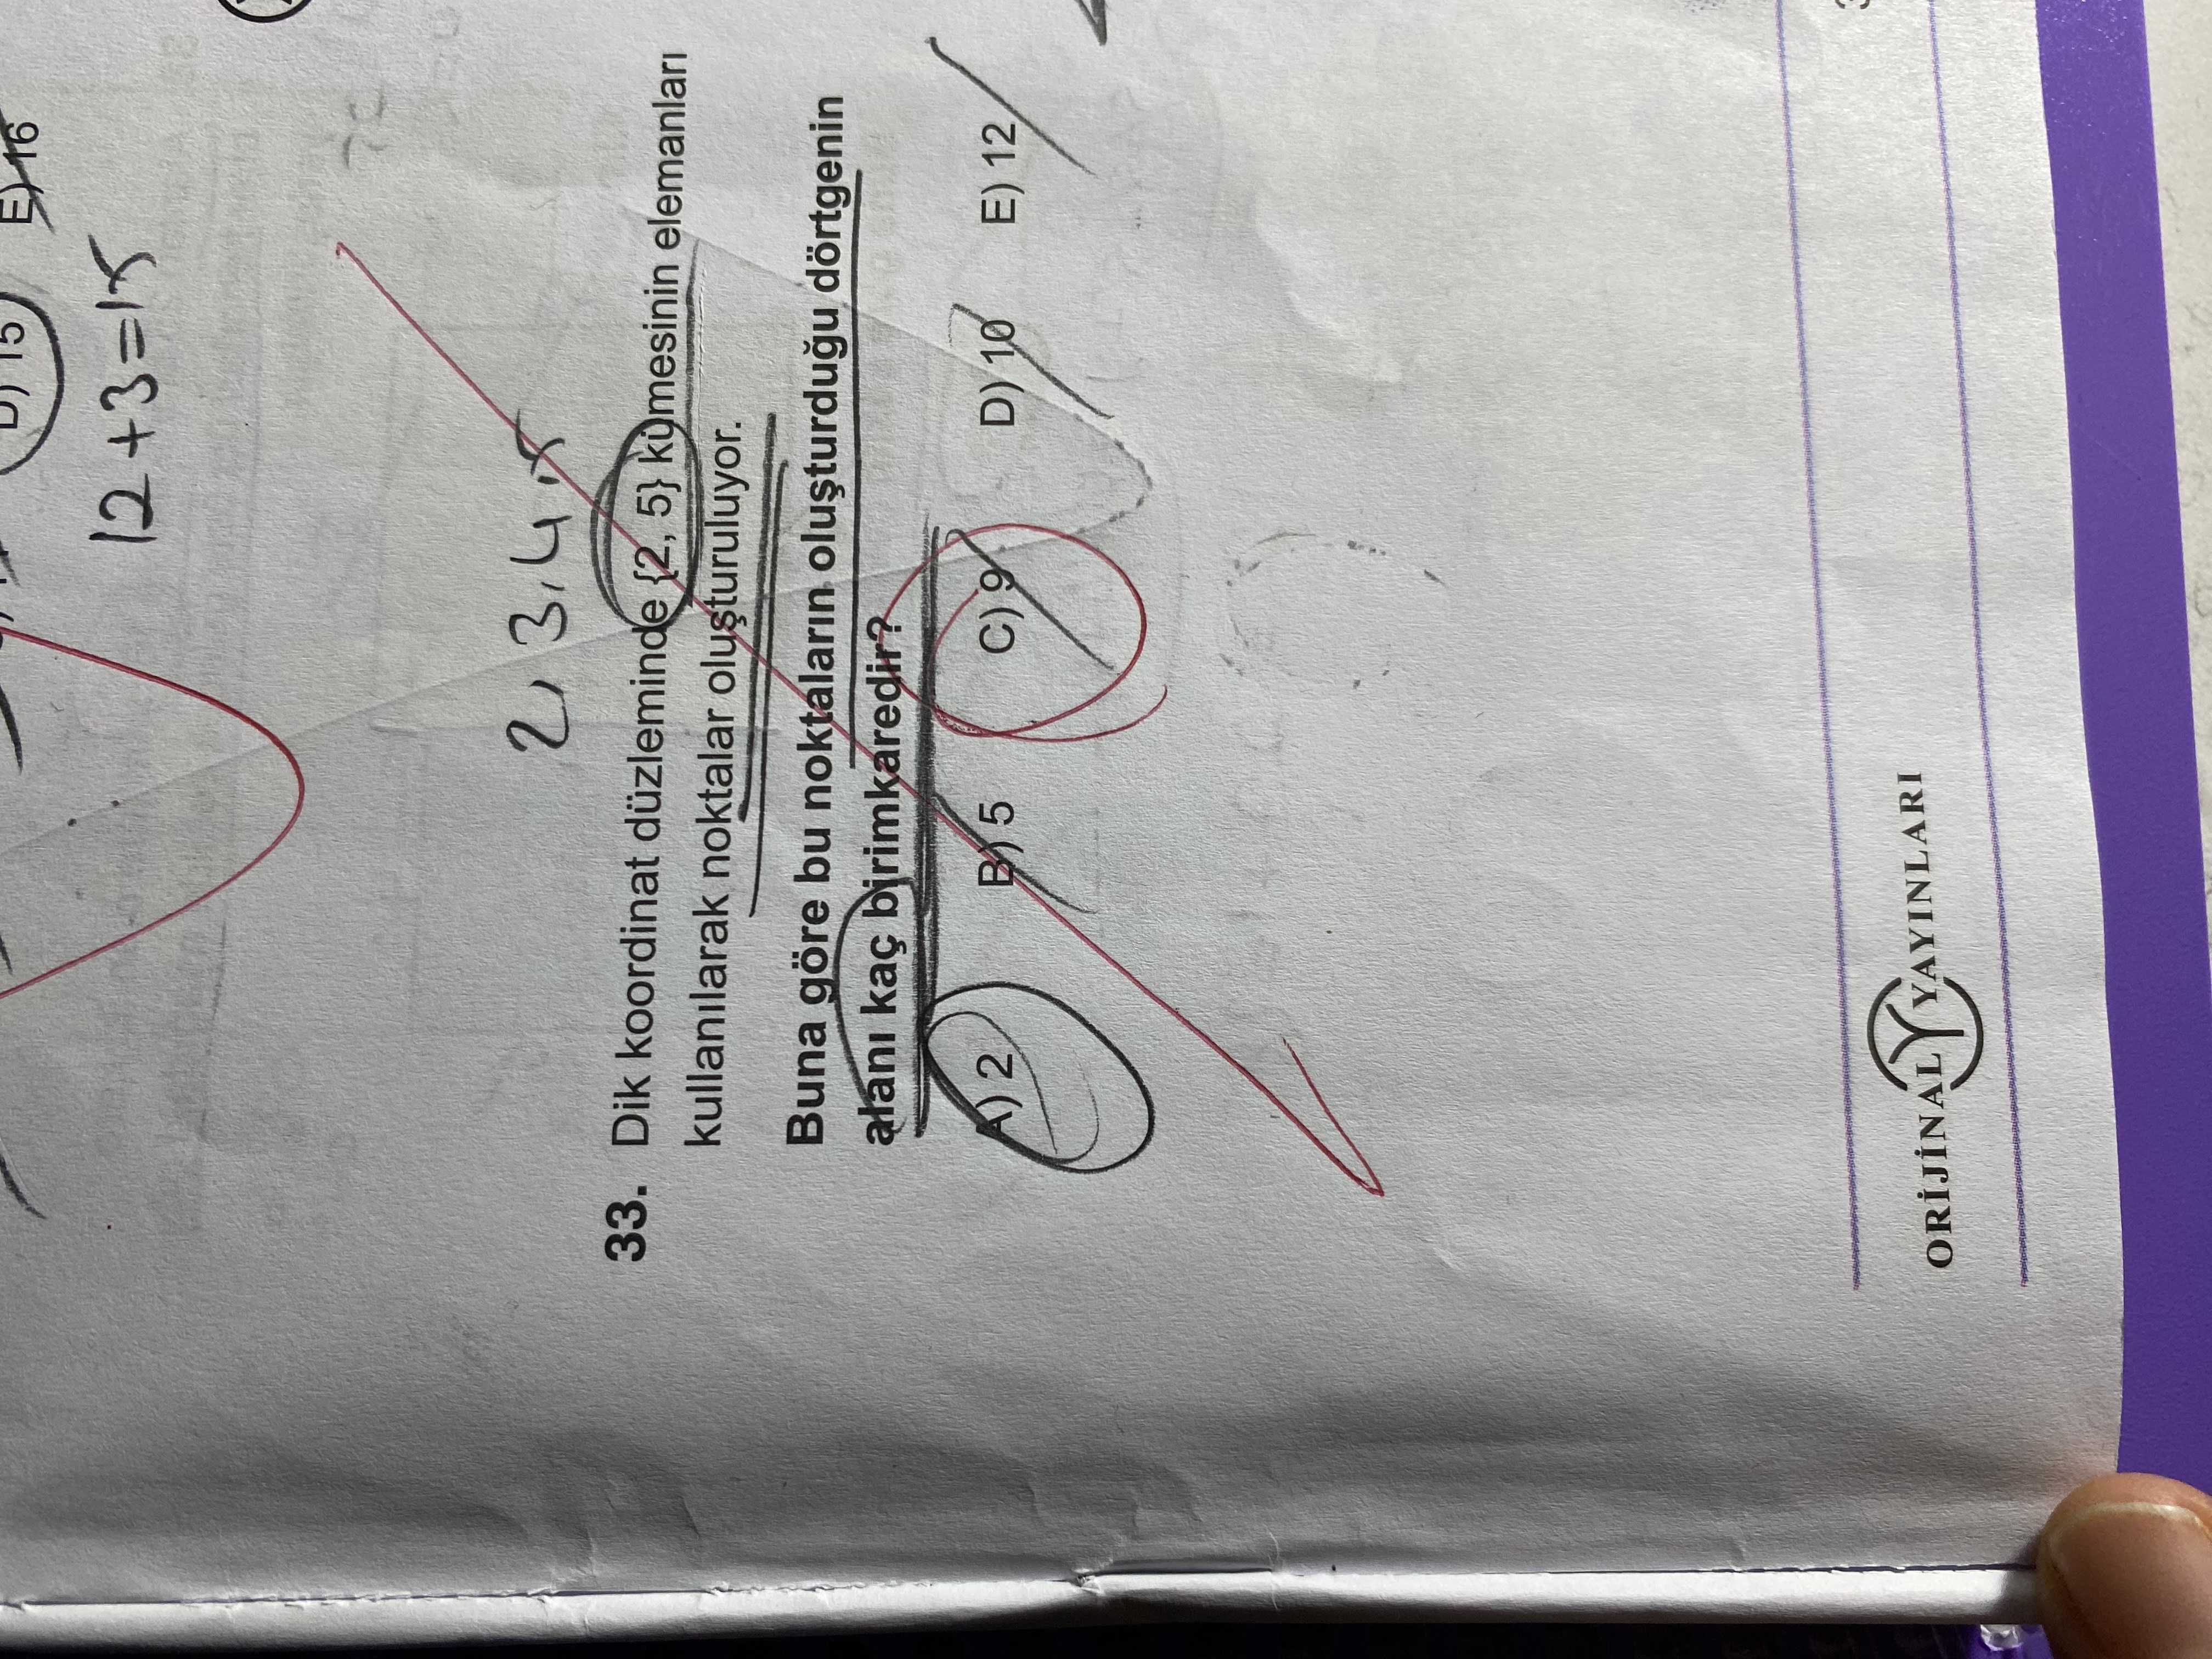 D) 15 E) 16
12+3=15
2, 3, 4, 5
33. Dik koordinat düzleminde {2, 5} kümesinin elemanları
kullanılarak noktalar oluşturuluyor.
Buna göre bu noktaların oluşturduğu dörtgenin
alanı kaç birimkaredir?
A) 2 B) 5 C) 9 D) 10 E) 12
ORİJİNAL YAYINLARI